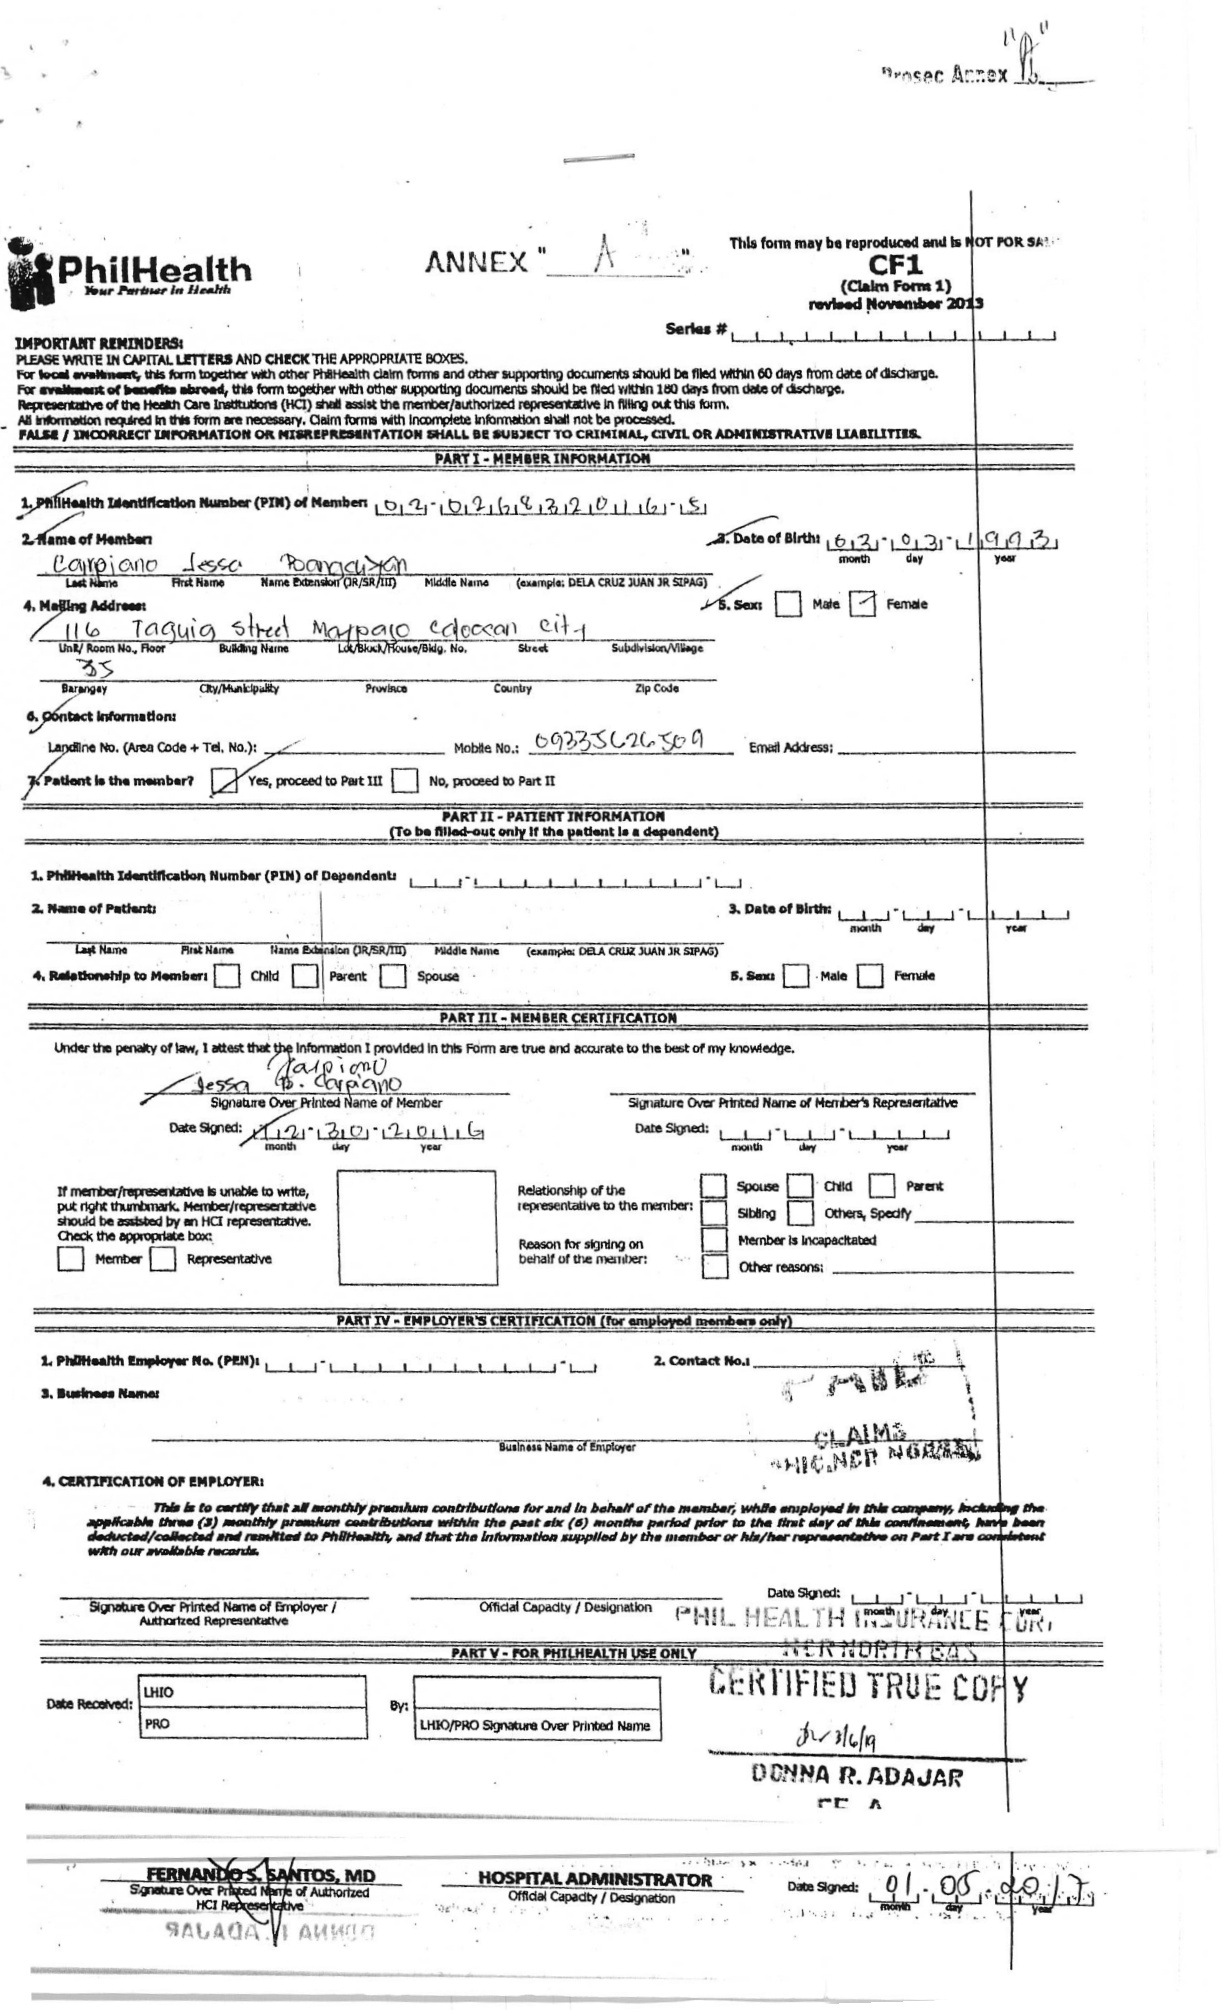 Prosec Annex "A"
PhilHealth
Your Partner in Health
ANNEX " A "
This form may be reproduced and is NOT FOR SALE
CF1
(Claim Form 1)
revised November 2013
Series #
IMPORTANT REMINDERS:
PLEASE WRITE IN CAPITAL LETTERS AND CHECK THE APPROPRIATE BOXES.
For local availment, this form together with other PhilHealth claim forms and other supporting documents should be filed within 60 days from date of discharge.
For availment of benefits abroad, this form together with other supporting documents should be filed within 180 days from date of discharge.
Representative of the Health Care Institutions (HCI) shall assist the member/authorized representative in filling out this form.
All information required in this form are necessary. Claim forms with incomplete information shall not be processed.
FALSE / INCORRECT INFORMATION OR MISREPRESENTATION SHALL BE SUBJECT TO CRIMINAL, CIVIL OR ADMINISTRATIVE LIABILITIES.
PART I - MEMBER INFORMATION
1. PhilHealth Identification Number (PIN) of Member: 02-026832016-5
2. Name of Member: 3. Date of Birth: 03-03-1993
month day year
Carpiano Jessa
Last Name First Name Name Extension (JR/SR/III) Middle Name (example: DELA CRUZ JUAN JR SIPAG)
4. Mailing Address: 5. Sex: Male Female
116 Taguig Street Maypajo Caloocan City
Unit/ Room No., Floor Building Name Lot/Block/House/Bldg. No. Street Subdivision/Village
35
Barangay City/Municipality Province Country Zip Code
6. Contact Information:
Landline No. (Area Code + Tel. No.): Mobile No.: 09335626509 Email Address:
7. Patient is the member? Yes, proceed to Part III No, proceed to Part II
PART II - PATIENT INFORMATION
(To be filled-out only if the patient is a dependent)
1. PhilHealth Identification Number (PIN) of Dependent:
2. Name of Patient: 3. Date of Birth:
month day year
Last Name First Name Name Extension (JR/SR/III) Middle Name (example: DELA CRUZ JUAN JR SIPAG)
4. Relationship to Member: Child Parent Spouse 5. Sex: Male Female
PART III - MEMBER CERTIFICATION
Under the penalty of law, I attest that the information I provided in this Form are true and accurate to the best of my knowledge.
Carpiano
Jessa B. Carpiano
Signature Over Printed Name of Member Signature Over Printed Name of Member's Representative
Date Signed: 12-30-2016 Date Signed:
month day year month day year
If member/representative is unable to write,
put right thumbmark. Member/representative
should be assisted by an HCI representative.
Check the appropriate box:
Member Representative
Relationship of the
representative to the member:
Spouse Child Parent
Sibling Others, Specify
Reason for signing on
behalf of the member:
Member is Incapacitated
Other reasons:
PART IV - EMPLOYER'S CERTIFICATION (for employed members only)
1. PhilHealth Employer No. (PEN): 2. Contact No.:
3. Business Name:
CLAIMS
Business Name of Employer
4. CERTIFICATION OF EMPLOYER:
This is to certify that all monthly premium contributions for and in behalf of the member, while employed in this company, including the
applicable three (3) monthly premium contributions within the past six (6) months period prior to the first day of this confinement, have been
deducted/collected and remitted to PhilHealth, and that the information supplied by the member or his/her representative on Part I are consistent
with our available records.
Date Signed:
month day year
Signature Over Printed Name of Employer /
Authorized Representative
Official Capacity / Designation
PHIL HEALTH INSURANCE COR
NCR NORTH EAS
PART V - FOR PHILHEALTH USE ONLY
CERTIFIED TRUE COPY
Date Received: LHIO
PRO
By:
LHIO/PRO Signature Over Printed Name
3/6/19
DONNA R. ADAJAR
FERNANDO S. SANTOS, MD
Signature Over Printed Name of Authorized
HCI Representative
HOSPITAL ADMINISTRATOR
Official Capacity / Designation
Date Signed: 01-05-2017
month day year